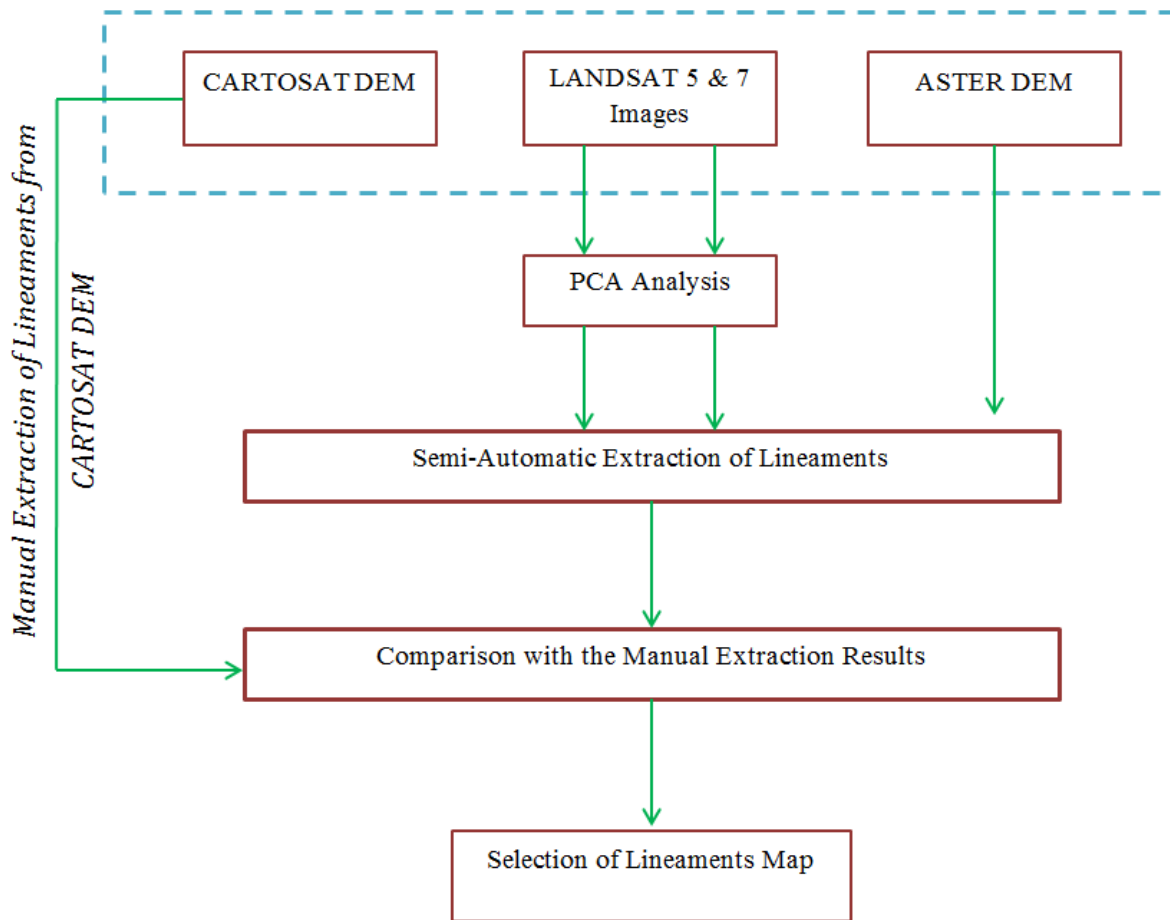 CARTOSAT DEM
LANDSAT 5 & 7
Images
ASTER DEM
Manual Extraction of Lineaments from
CARTOSAT DEM
PCA Analysis
Semi-Automatic Extraction of Lineaments
Comparison with the Manual Extraction Results
Selection of Lineaments Map